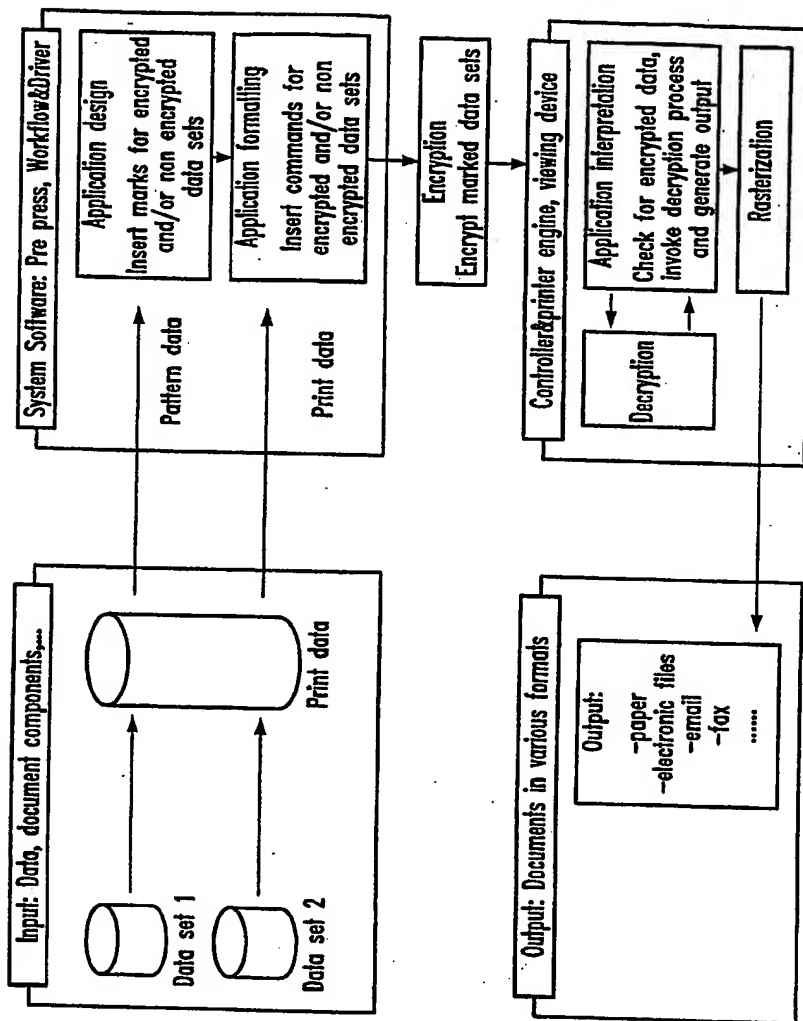 Input: Data, document components,...
Data set 1
Data set 2
Print data
System Software: Pre press, Workflow&Driver
Pattern data
Print data
Application design
Insert marks for encrypted
and/or non encrypted
data sets
Application formatting
Insert commands for
encrypted and/or non
encrypted data sets
Encryption
Encrypt marked data sets
Controller&printer engine, viewing device
Decryption
Application interpretation
Check for encrypted data,
invoke decryption process
and generate output
Rasterization
Output: Documents in various formats
Output:
-paper
-electronic files
-email
-fax
......